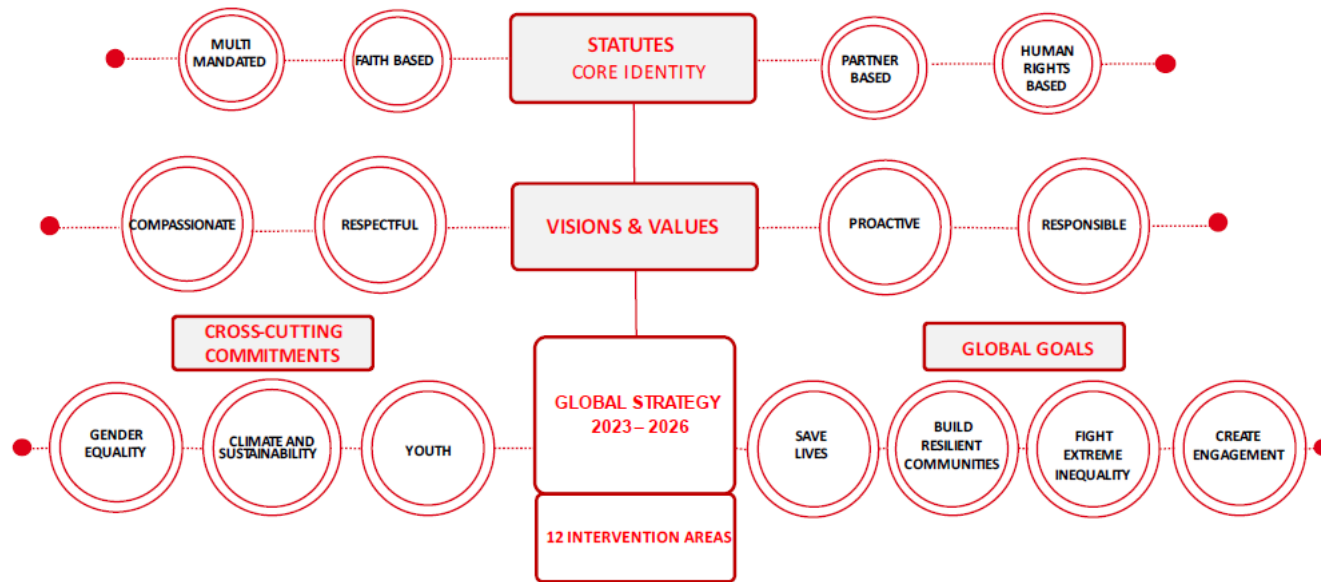 MULTI
MANDATED
FAITH BASED
STATUTES
CORE IDENTITY
PARTNER
BASED
HUMAN
RIGHTS
BASED
COMPASSIONATE
RESPECTFUL
VISIONS & VALUES
PROACTIVE
RESPONSIBLE
CROSS-CUTTING
COMMITMENTS
GLOBAL GOALS
GENDER
EQUALITY
CLIMATE AND
SUSTAINABILITY
YOUTH
GLOBAL STRATEGY
2023 – 2026
SAVE
LIVES
BUILD
RESILIENT
COMMUNITIES
FIGHT
EXTREME
INEQUALITY
CREATE
ENGAGEMENT
12 INTERVENTION AREAS